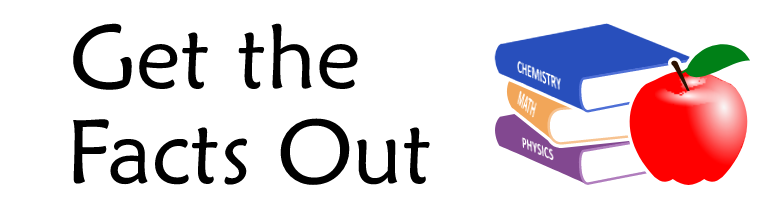 Get the
Facts Out
CHEMISTRY
MATH
PHYSICS